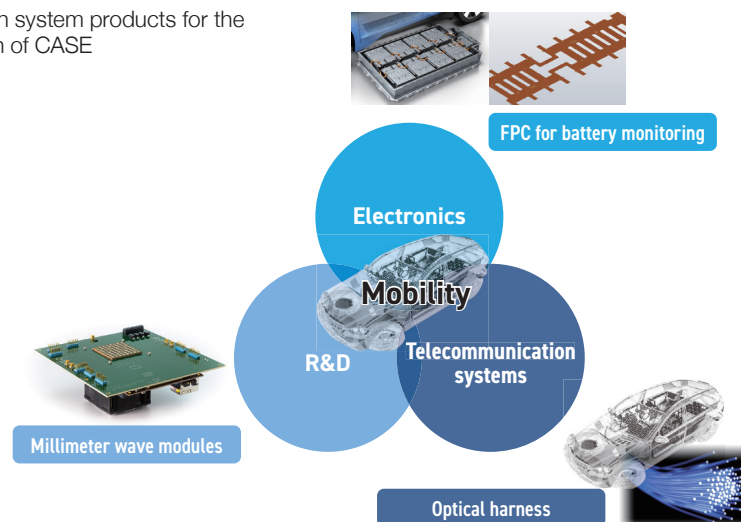 n system products for the
n of CASE
FPC for battery monitoring
Electronics
Mobility
R&D
Telecommunication
systems
Millimeter wave modules
Optical harness